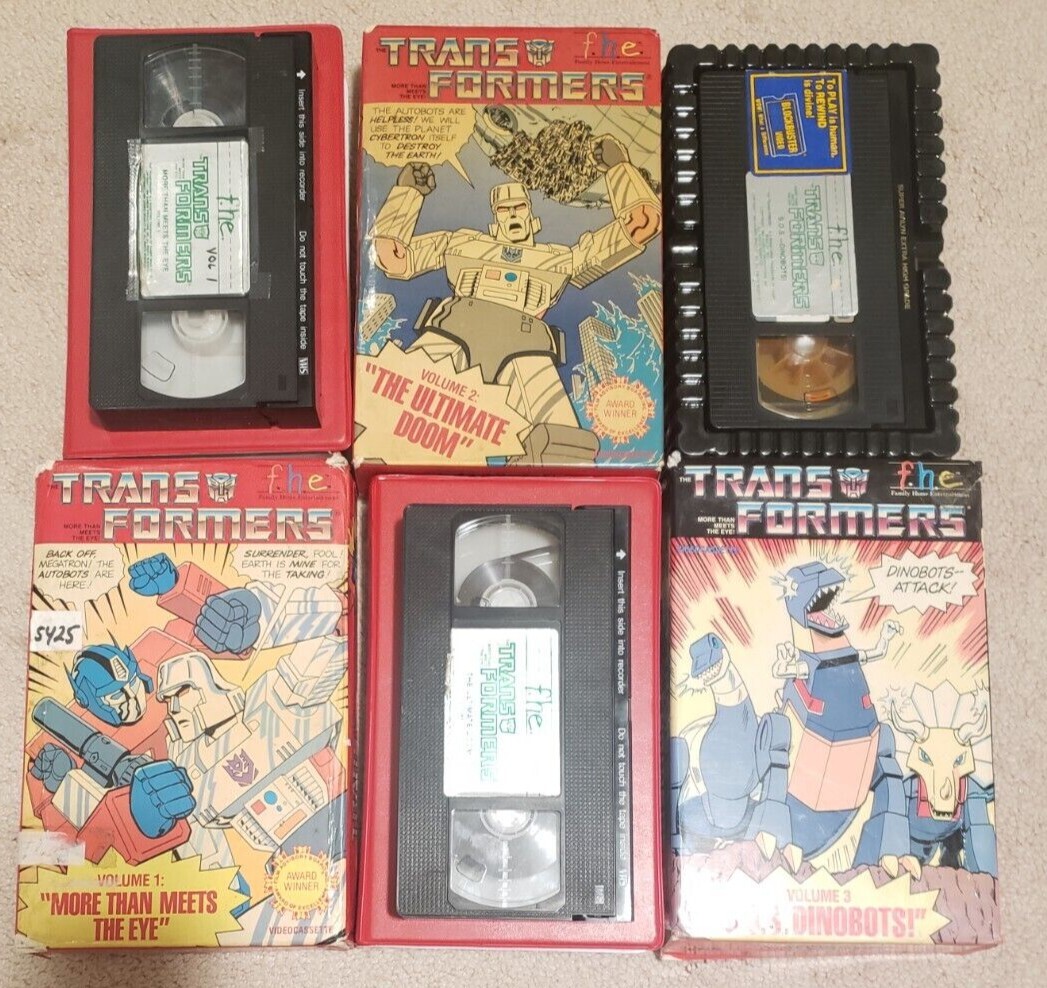 Insert this side into recorder
Do not touch the tape inside
VHS
f.h.e.
TRANS
FORMERS
VOL 1
MORE THAN MEETS THE EYE
THE
TRANS
f.h.e.
Family Home Entertainment
MORE THAN
MEETS
THE EYE!
FORMERS
THE AUTOBOTS ARE
HELPLESS! WE WILL
USE THE PLANET
CYBERTRON ITSELF
TO DESTROY
THE EARTH!
VOLUME 2:
"THE ULTIMATE
DOOM"
AWARD
WINNER
To PLAY is human.
To REWIND
is divine!
BLOCKBUSTER
VIDEO
f.h.e.
TRANS
FORMERS
SUPER AVILYN EXTRA HIGH GRADE
TRANS
f.h.e.
Family Home Entertainment
MORE THAN
MEETS
THE EYE!
FORMERS
BACK OFF,
MEGATRON! THE
AUTOBOTS ARE
HERE!
SURRENDER, FOOL!
EARTH IS MINE FOR
THE TAKING!
5425
VOLUME 1:
"MORE THAN MEETS
THE EYE"
AWARD
WINNER
VIDEOCASSETTE
Insert this side into recorder
Do not touch the tape inside
VHS
f.h.e.
TRANS
FORMERS
THE
TRANS
f.h.e.
Family Home Entertainment
MORE THAN
MEETS
THE EYE!
FORMERS
DINOBOTS--
ATTACK!
VOLUME 3
DINOBOTS!"